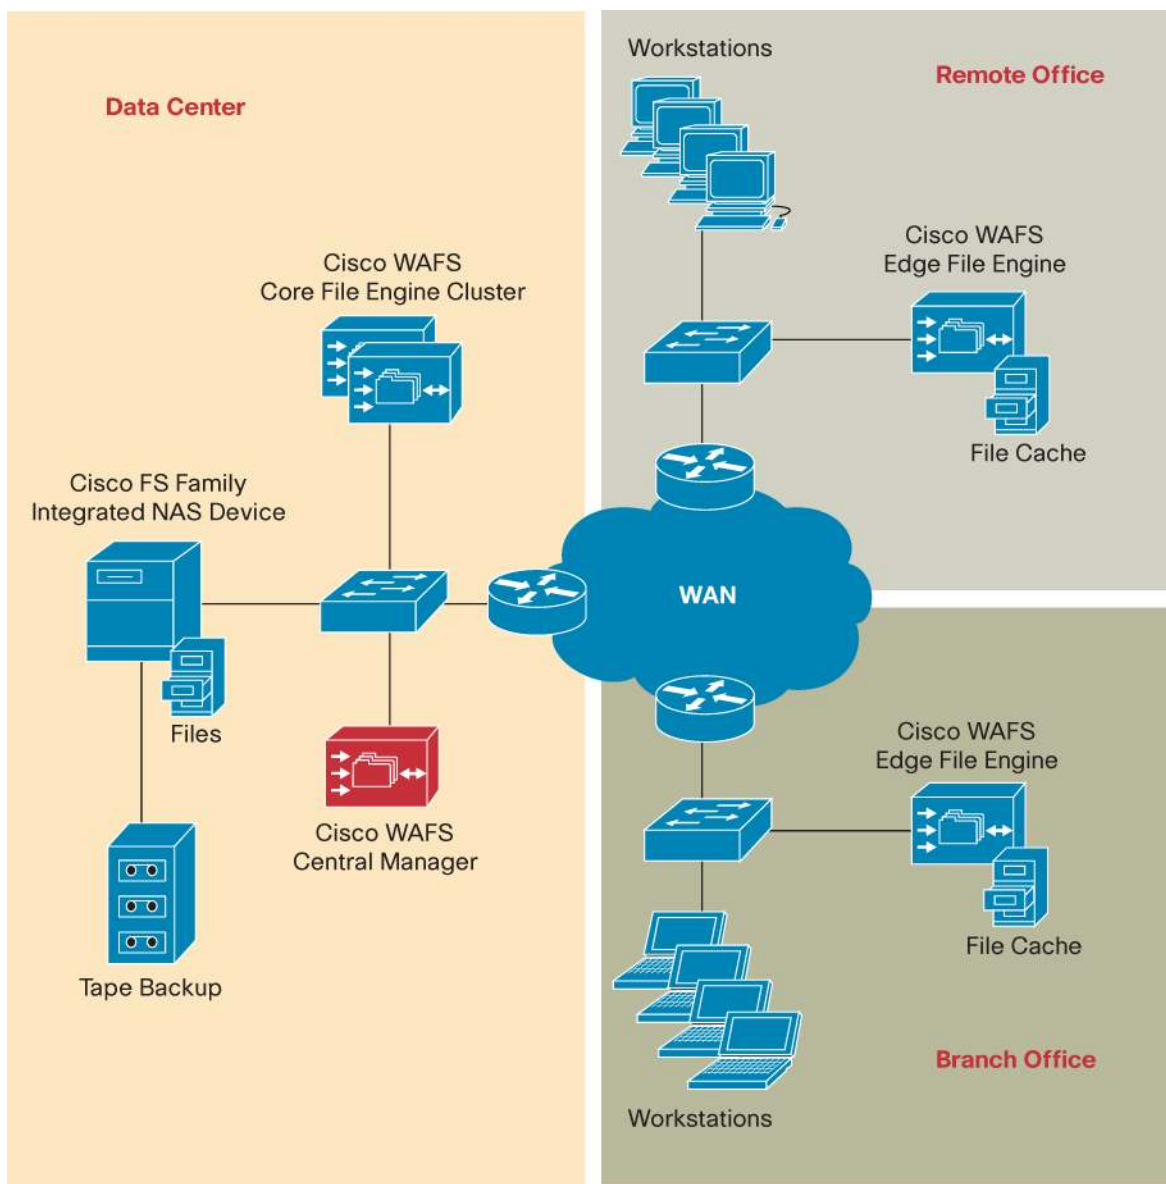 Data Center
Cisco WAFS
Core File Engine Cluster
Cisco FS Family
Integrated NAS Device
Files
Cisco WAFS
Central Manager
Tape Backup
WAN
Workstations
Remote Office
Cisco WAFS
Edge File Engine
File Cache
Cisco WAFS
Edge File Engine
File Cache
Branch Office
Workstations